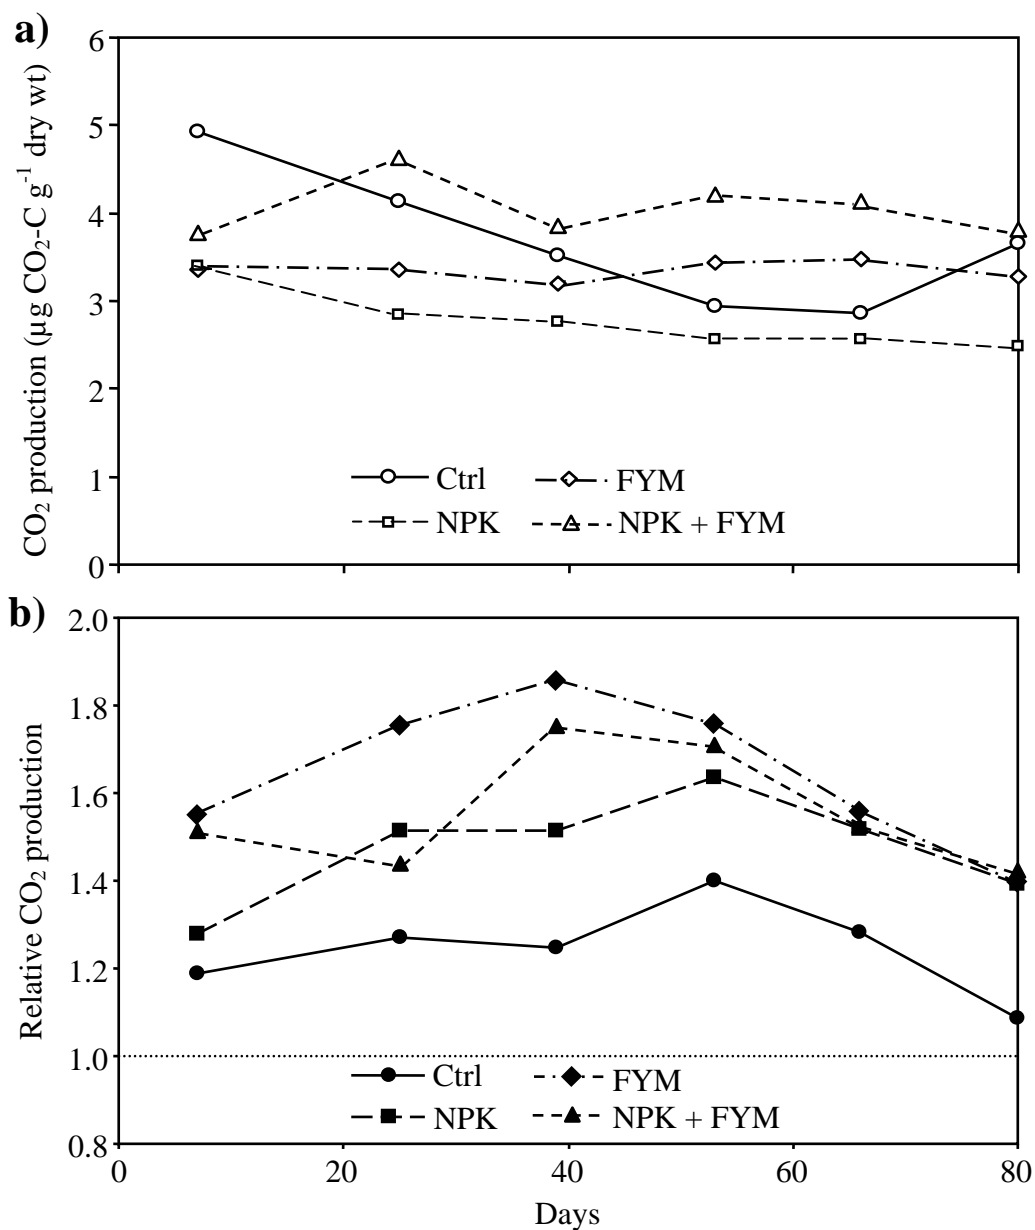 a)
CO₂ production (µg CO₂-C g⁻¹ dry wt)
6
5
4
3
2
1
0
Ctrl
FYM
NPK
NPK + FYM
b)
Relative CO₂ production
2.0
1.8
1.6
1.4
1.2
1.0
0.8
Ctrl
FYM
NPK
NPK + FYM
0 20 40 60 80
Days